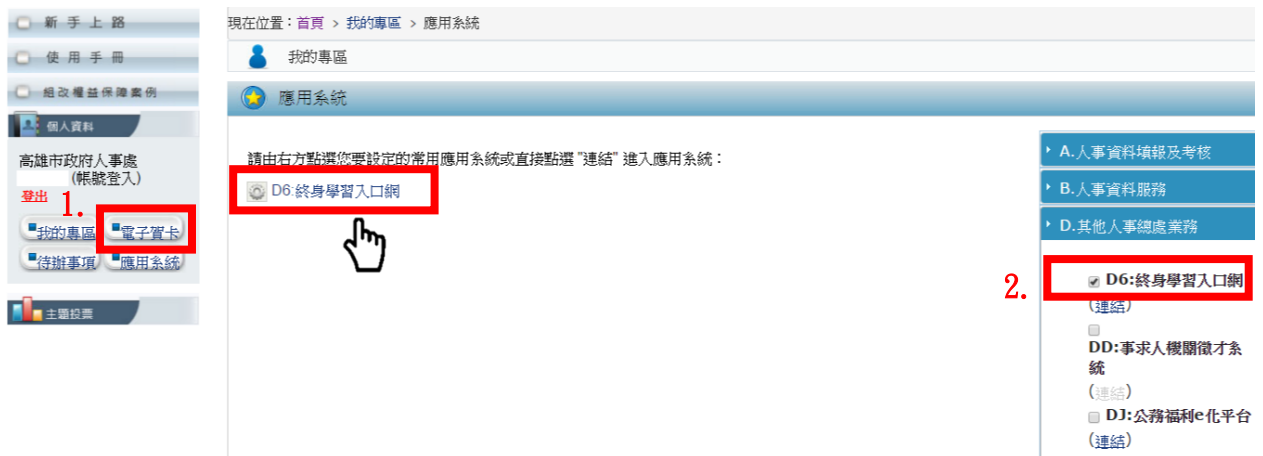 新手上路
使用手冊
組改權益保障案例
個人資料
高雄市政府人事處
(帳號登入)
登出
1.
我的專區
電子賀卡
待辦事項
應用系統
主題投票
現在位置：首頁 > 我的專區 > 應用系統
我的專區
應用系統
請由右方點選您要設定的常用應用系統或直接點選 "連結" 進入應用系統：
D6:終身學習入口網
A.人事資料填報及考核
B.人事資料服務
D.其他人事總處業務
2.
D6:終身學習入口網
(連結)
DD:事求人機關徵才系
統
(連結)
DJ:公務福利e化平台
(連結)